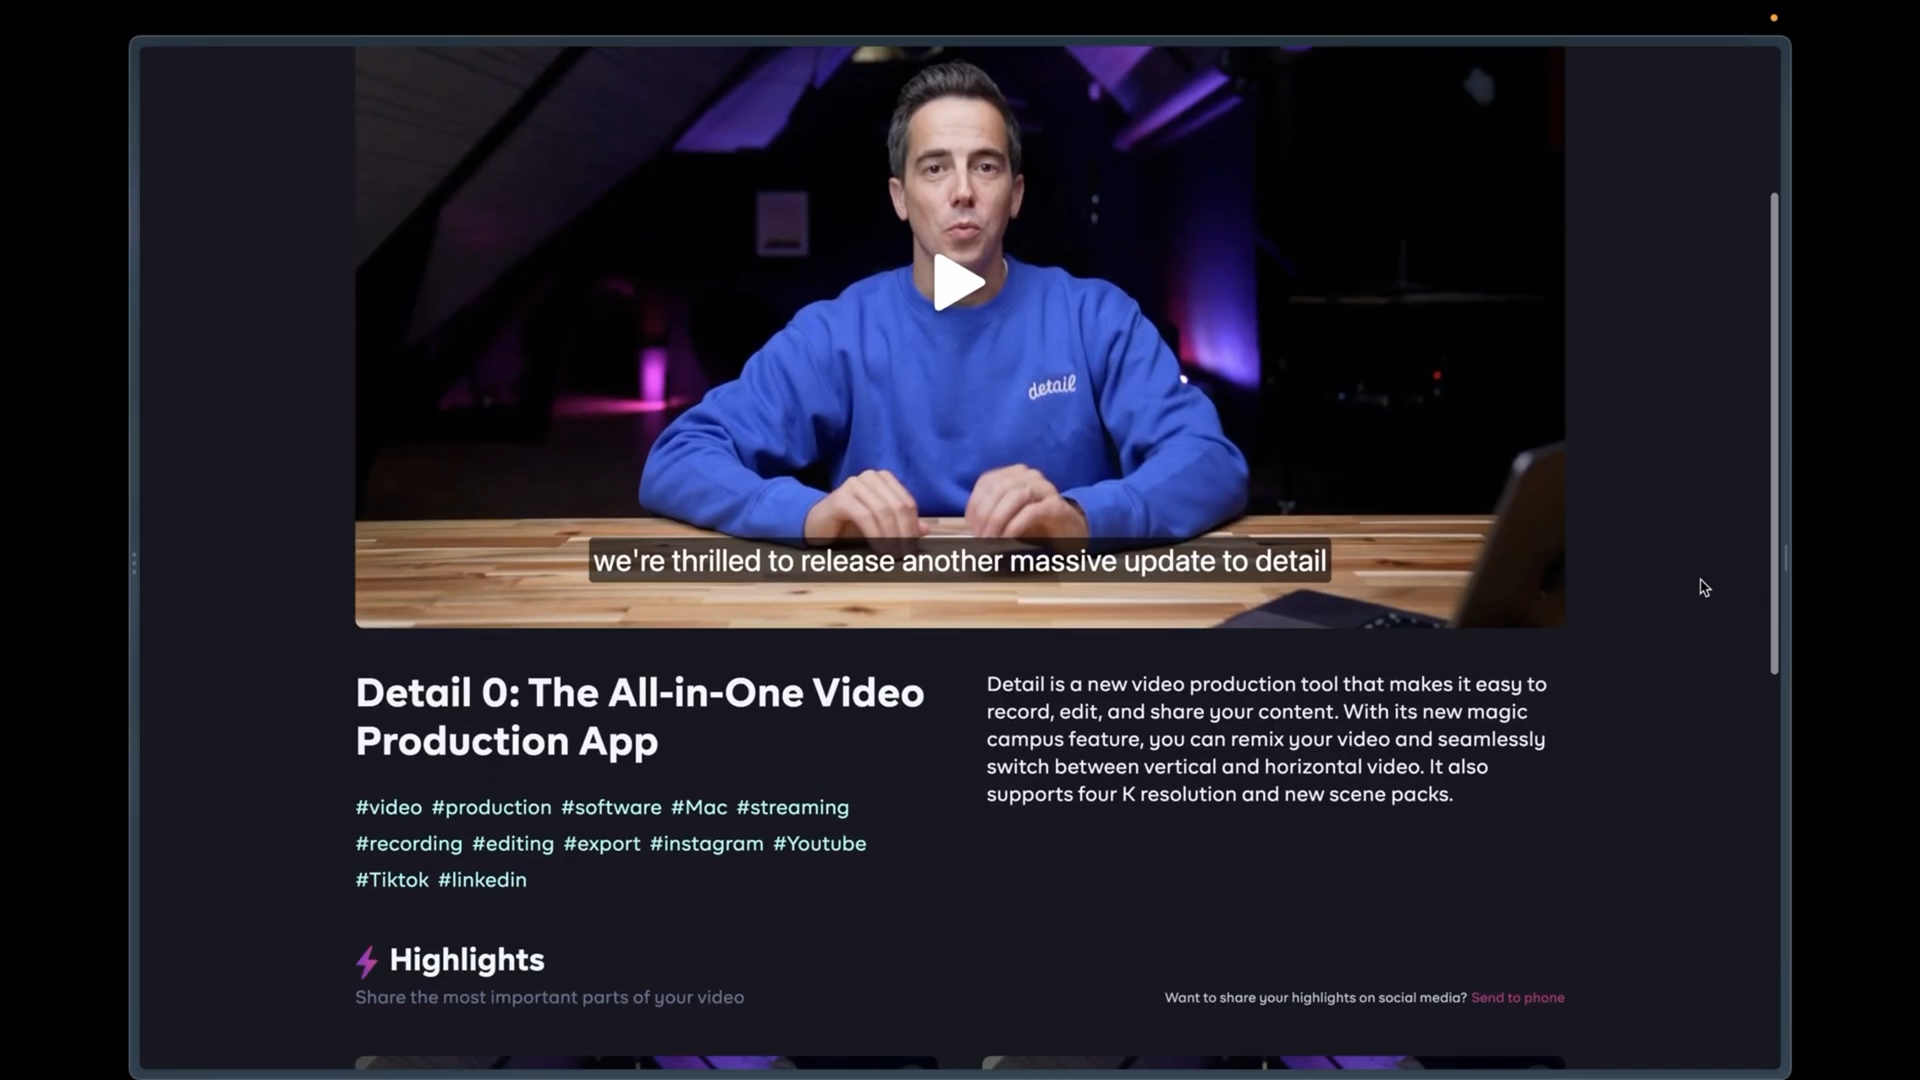 detail
we're thrilled to release another massive update to detail
Detail 0: The All-in-One Video
Production App
#video #production #software #Mac #streaming
#recording #editing #export #instagram #Youtube
#Tiktok #linkedin
Detail is a new video production tool that makes it easy to
record, edit, and share your content. With its new magic
campus feature, you can remix your video and seamlessly
switch between vertical and horizontal video. It also
supports four K resolution and new scene packs.
Highlights
Share the most important parts of your video
Want to share your highlights on social media? Send to phone